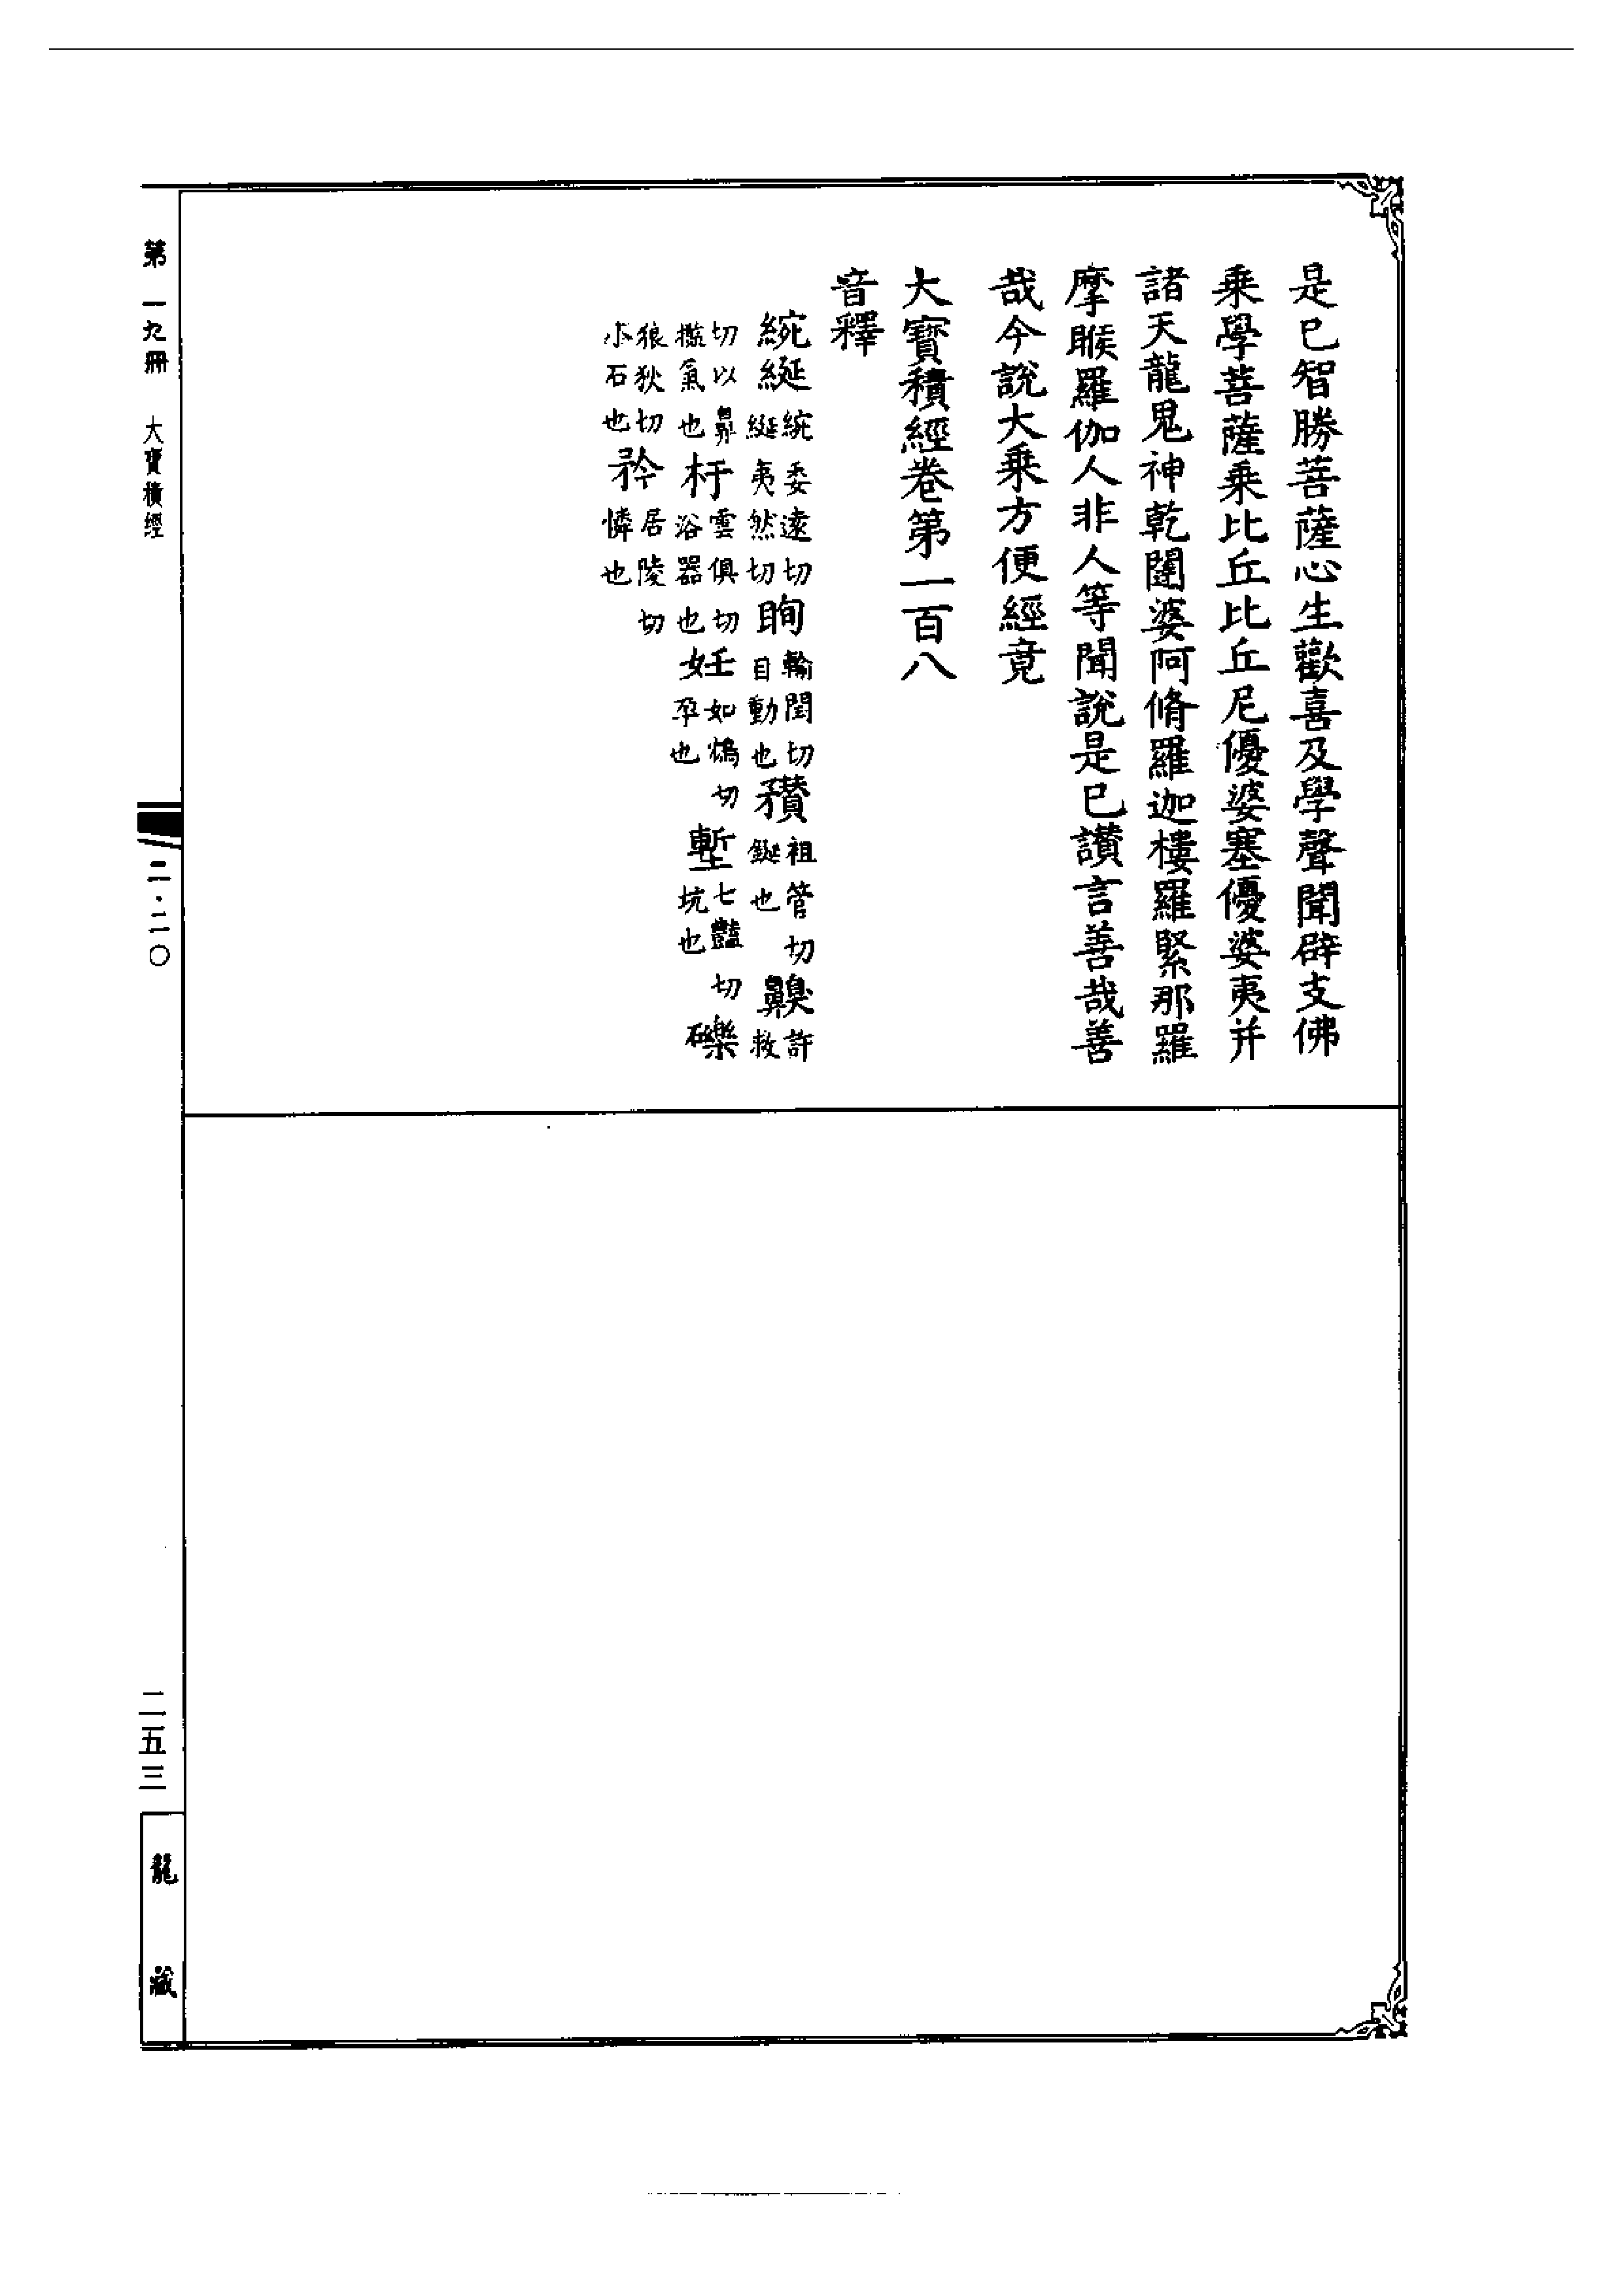 是已智勝菩薩心生歡喜及學聲聞辟支佛
乘學菩薩乘比丘比丘尼優婆塞優婆夷并
諸天龍鬼神乾闥婆阿脩羅迦樓羅緊那羅
摩睺羅伽人非人等聞說是已讚言善哉善
哉今說大乘方便經竟
大寶積經卷第一百八
音釋
綩綖綩委遠切綖夷然切眴輸閏切目動也穳祖管切鋋也齅許救
切以鼻㩜氣也杅雲俱切浴器也妊如鴆切孕也塹七豔切坑也礫
狼狄切小石也矜居陵切憐也
第一九冊 大寶積經
二·二〇
二五三
龍藏